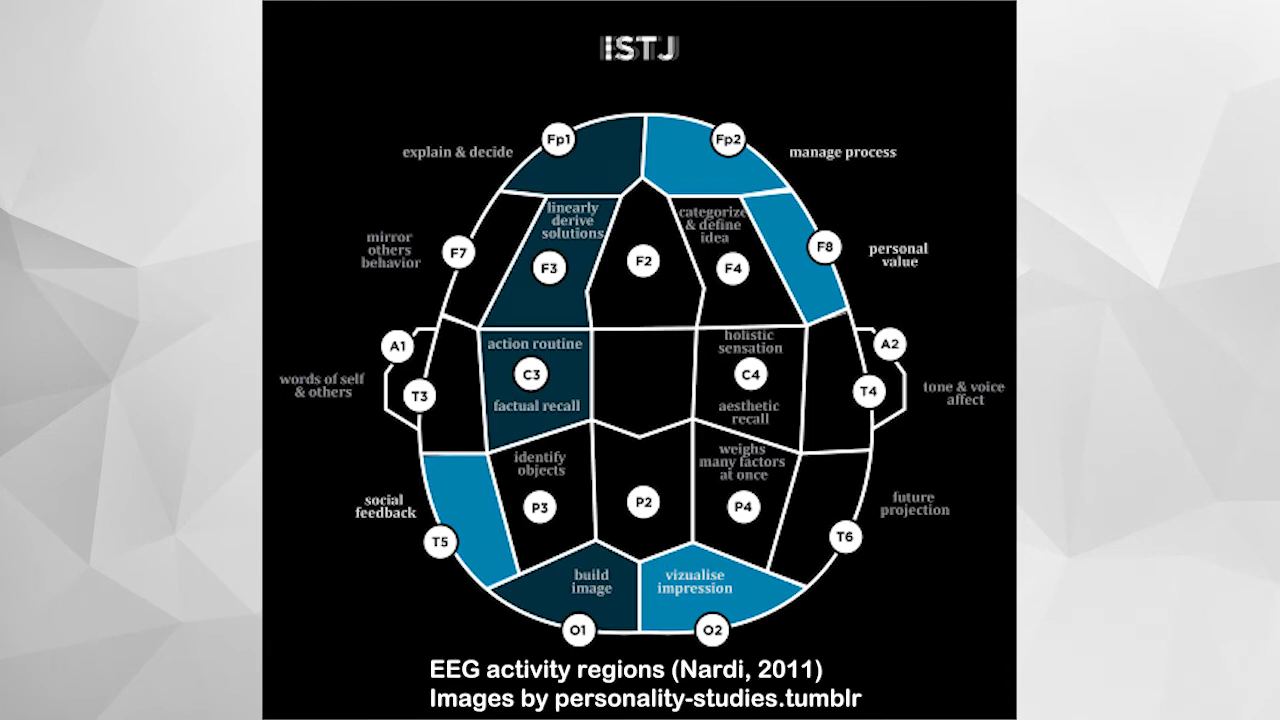 ISTJ
Fp1
Fp2
explain & decide
manage process
linearly
derive
solutions
categorize
& define
idea
mirror
others
behavior
F7
F3
F2
F4
F8
personal
value
A1
action routine
holistic
sensation
A2
words of self
& others
T3
C3
C4
T4
tone & voice
affect
factual recall
aesthetic
recall
identify
objects
weighs
many factors
at once
social
feedback
P3
P2
P4
future
projection
T5
T6
build
image
vizualise
impression
O1
O2
EEG activity regions (Nardi, 2011)
Images by personality-studies.tumblr